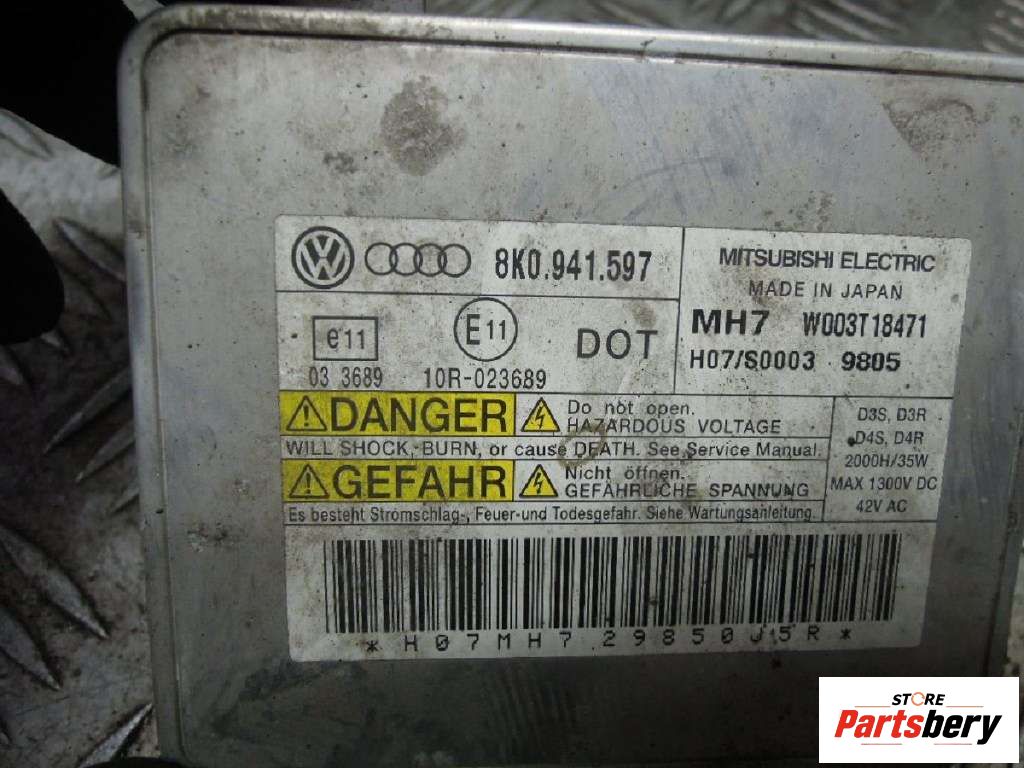 8K0.941.597
MITSUBISHI ELECTRIC
MADE IN JAPAN
MH7 W003T18471
H07/S0003 9805
e11
E11
DOT
03 3689 10R-023689
DANGER
Do not open.
HAZARDOUS VOLTAGE
WILL SHOCK, BURN, or cause DEATH. See Service Manual.
GEFAHR
Nicht öffnen.
GEFÄHRLICHE SPANNUNG
Es besteht Stromschlag-, Feuer-und Todesgefahr. Siehe Wartungsanleitung.
D3S, D3R
D4S, D4R
2000H/35W
MAX 1300V DC
42V AC
*H07MH729850J5R*
STORE
Partsbery